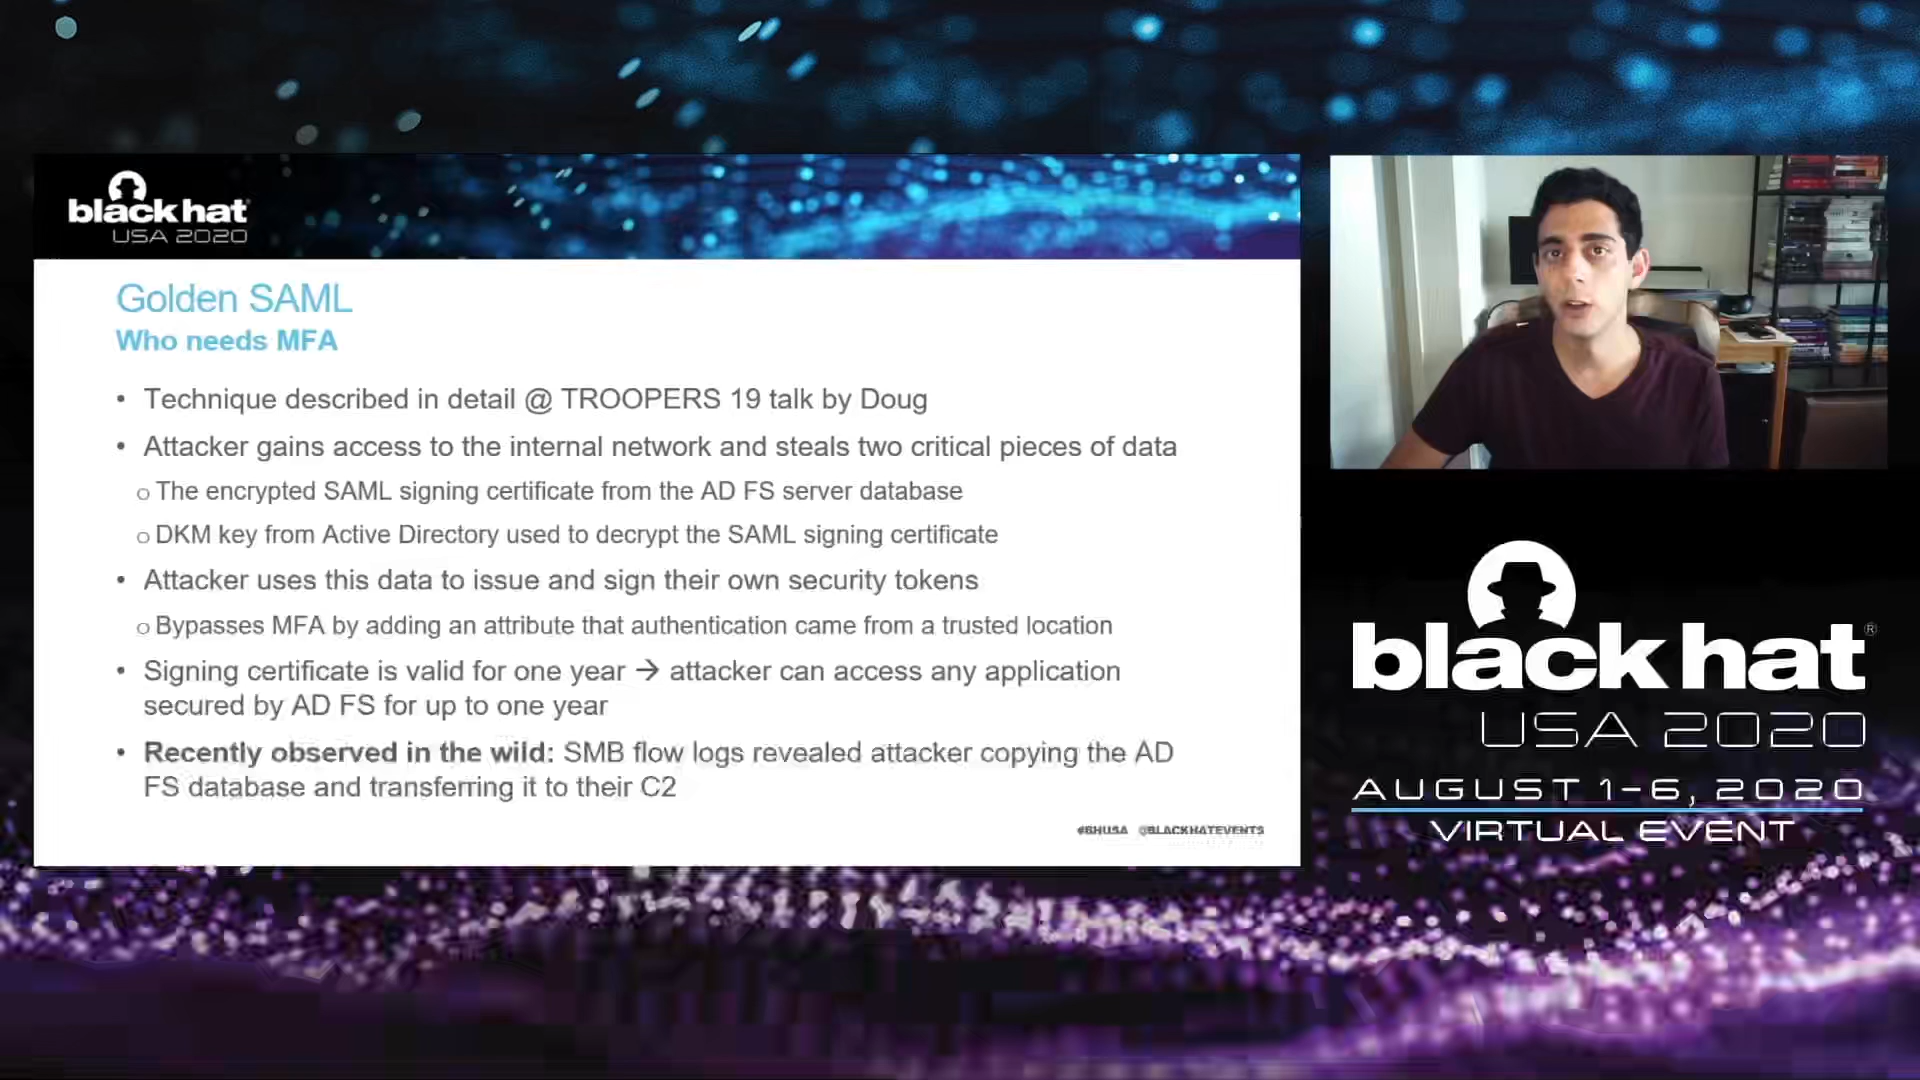 black hat
USA 2020
Golden SAML
Who needs MFA
• Technique described in detail @ TROOPERS 19 talk by Doug
• Attacker gains access to the internal network and steals two critical pieces of data
o The encrypted SAML signing certificate from the AD FS server database
o DKM key from Active Directory used to decrypt the SAML signing certificate
• Attacker uses this data to issue and sign their own security tokens
o Bypasses MFA by adding an attribute that authentication came from a trusted location
• Signing certificate is valid for one year → attacker can access any application
secured by AD FS for up to one year
• Recently observed in the wild: SMB flow logs revealed attacker copying the AD
FS database and transferring it to their C2
#BHUSA @BLACKHATEVENTS
black hat®
USA 2020
AUGUST 1-6, 2020
VIRTUAL EVENT